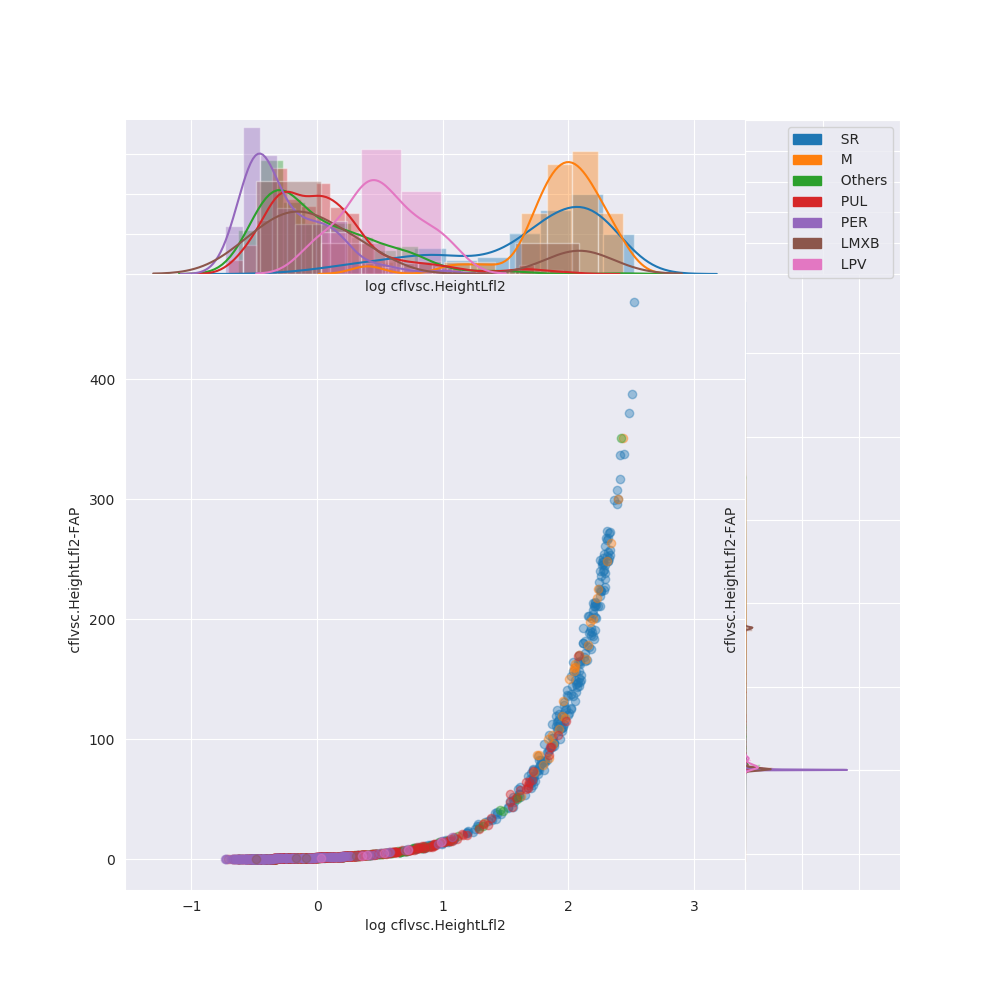 SR
M
Others
PUL
PER
LMXB
LPV
log cflvsc.HeightLfl2
cflvsc.HeightLfl2-FAP
cflvsc.HeightLfl2-FAP
400
300
200
100
0
−1 0 1 2 3
log cflvsc.HeightLfl2